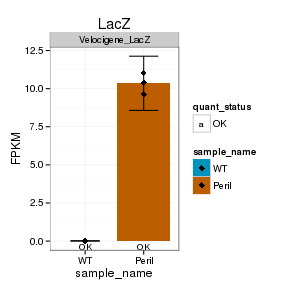 LacZ
Velocigene_LacZ
12.5
10.0
7.5
5.0
2.5
0.0
FPKM
OK OK
WT Peril
sample_name
quant_status
a OK
sample_name
WT
Peril